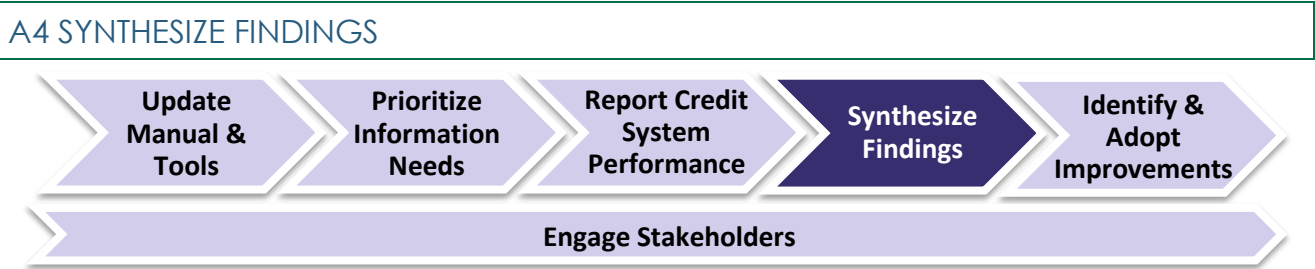 A4 SYNTHESIZE FINDINGS
Update
Manual &
Tools
Prioritize
Information
Needs
Report Credit
System
Performance
Synthesize
Findings
Identify &
Adopt
Improvements
Engage Stakeholders